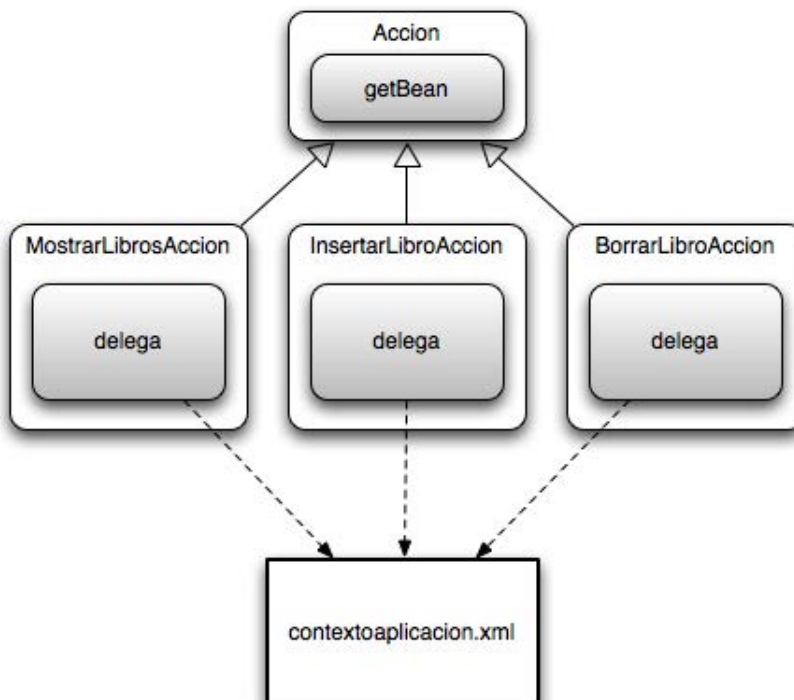 Accion
getBean
MostrarLibrosAccion
InsertarLibroAccion
BorrarLibroAccion
delega
delega
delega
contextoaplicacion.xml